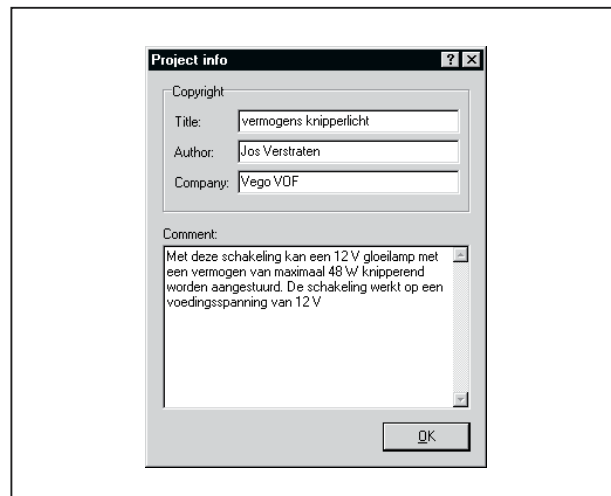 Project info
Copyright
Title: vermogens knipperlicht
Author: Jos Verstraten
Company: Vego VOF
Comment:
Met deze schakeling kan een 12 V gloeilamp met
een vermogen van maximaal 48 W knipperend
worden aangestuurd. De schakeling werkt op een
voedingsspanning van 12 V
OK